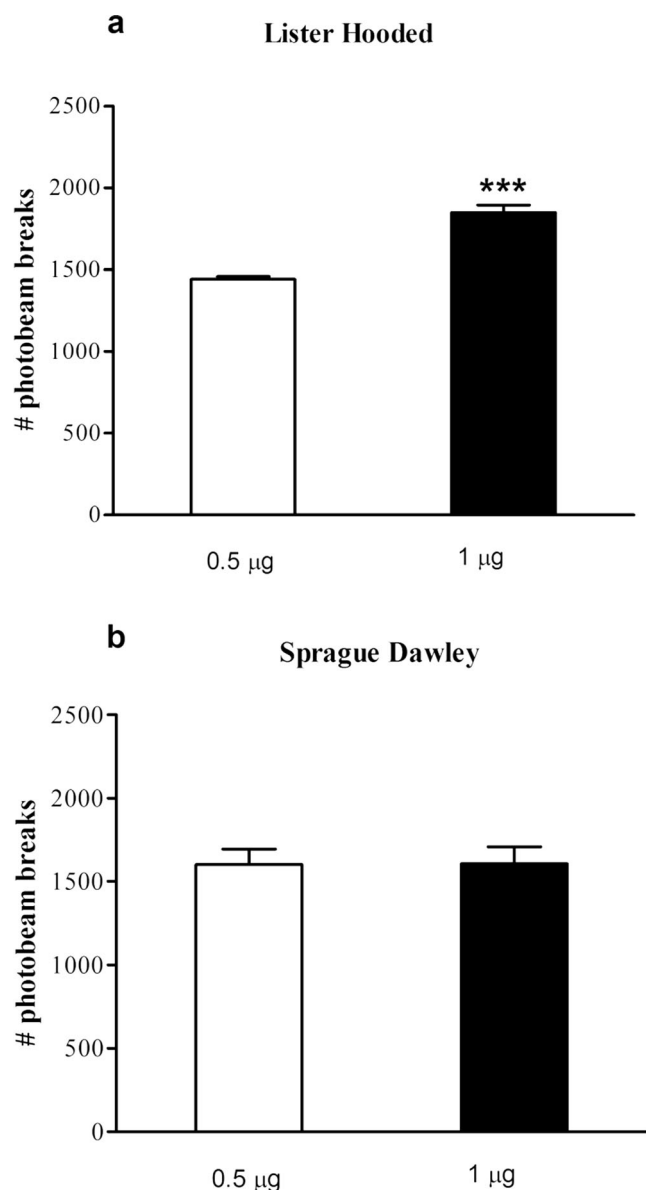 a
Lister Hooded
2500
2000
1500
1000
500
0
# photobeam breaks
***
0.5 µg
1 µg
b
Sprague Dawley
2500
2000
1500
1000
500
0
# photobeam breaks
0.5 µg
1 µg